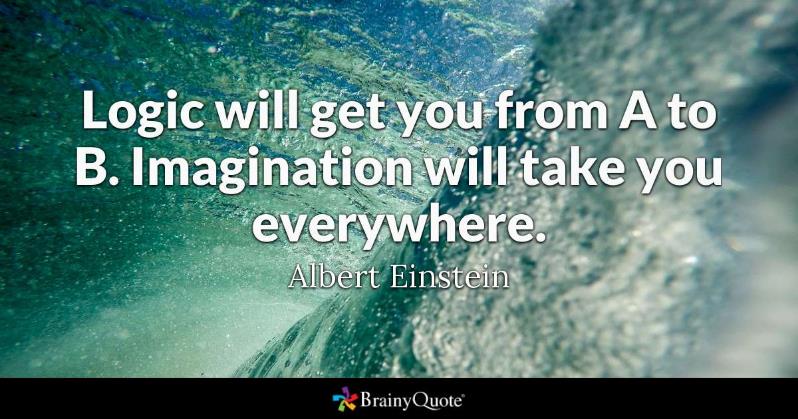 Logic will get you from A to
B. Imagination will take you
everywhere.
Albert Einstein
BrainyQuote®